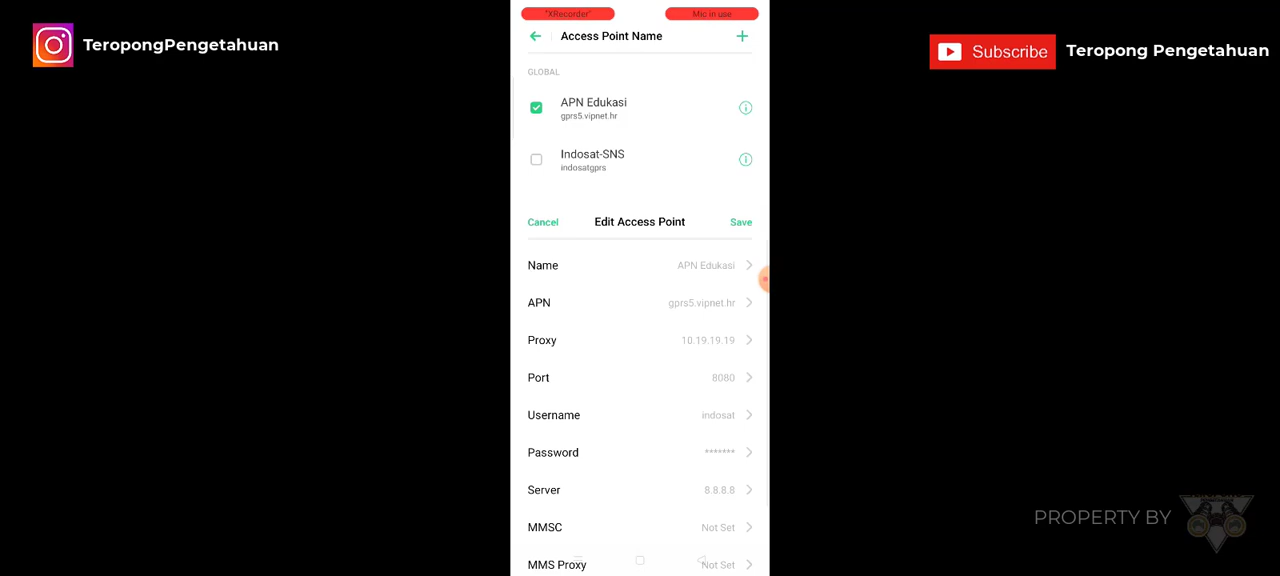 "XRecorder"
Mic in use
TeropongPengetahuan
Subscribe
Teropong Pengetahuan
Access Point Name
GLOBAL
APN Edukasi
gprs5.vipnet.hr
Indosat-SNS
indosatgprs
Cancel
Edit Access Point
Save
Name
APN Edukasi
APN
gprs5.vipnet.hr
Proxy
10.19.19.19
Port
8080
Username
indosat
Password
*******
Server
8.8.8.8
MMSC
Not Set
MMS Proxy
Not Set
PROPERTY BY